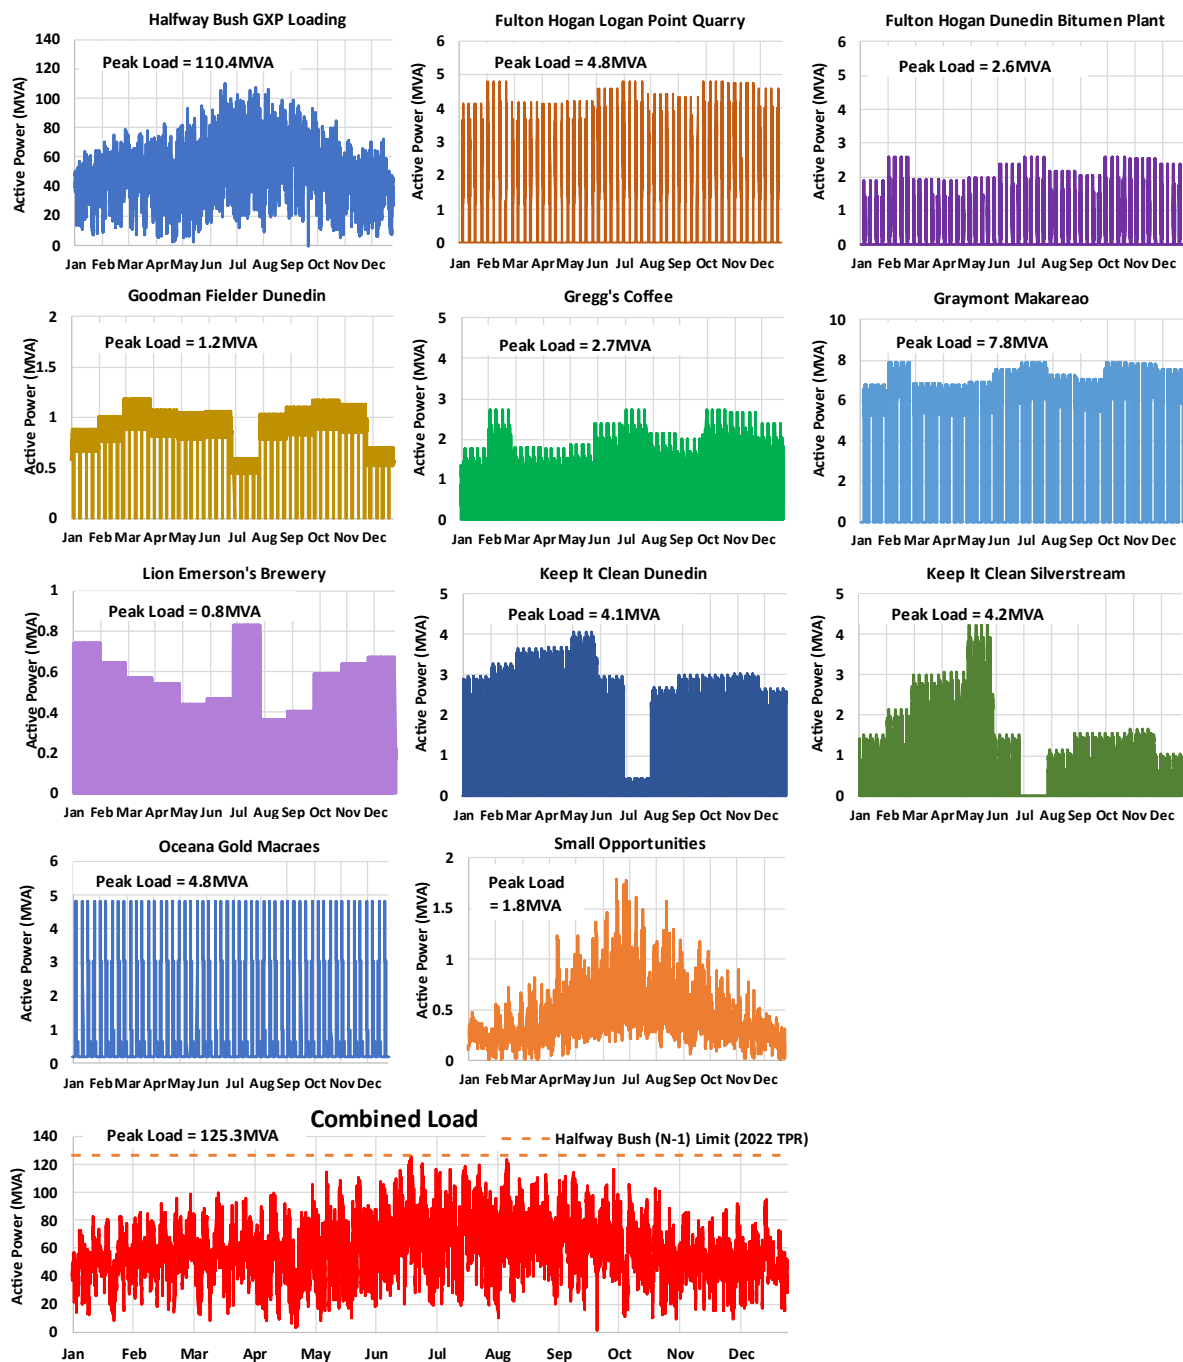 Halfway Bush GXP Loading
Peak Load = 110.4MVA
Active Power (MVA)
140
120
100
80
60
40
20
0
Jan Feb Mar Apr May Jun Jul Aug Sep Oct Nov Dec
Fulton Hogan Logan Point Quarry
Peak Load = 4.8MVA
Active Power (MVA)
6
5
4
3
2
1
0
Jan Feb Mar Apr May Jun Jul Aug Sep Oct Nov Dec
Fulton Hogan Dunedin Bitumen Plant
Peak Load = 2.6MVA
Active Power (MVA)
6
5
4
3
2
1
0
Jan Feb Mar Apr May Jun Jul Aug Sep Oct Nov Dec
Goodman Fielder Dunedin
Peak Load = 1.2MVA
Active Power (MVA)
2
1.5
1
0.5
0
Jan Feb Mar Apr May Jun Jul Aug Sep Oct Nov Dec
Gregg's Coffee
Peak Load = 2.7MVA
Active Power (MVA)
5
4
3
2
1
0
Jan Feb Mar Apr May Jun Jul Aug Sep Oct Nov Dec
Graymont Makareao
Peak Load = 7.8MVA
Active Power (MVA)
10
8
6
4
2
0
Jan Feb Mar Apr May Jun Jul Aug Sep Oct Nov Dec
Lion Emerson's Brewery
Peak Load = 0.8MVA
Active Power (MVA)
1
0.8
0.6
0.4
0.2
0
Jan Feb Mar Apr May Jun Jul Aug Sep Oct Nov Dec
Keep It Clean Dunedin
Peak Load = 4.1MVA
Active Power (MVA)
5
4
3
2
1
0
Jan Feb Mar Apr May Jun Jul Aug Sep Oct Nov Dec
Keep It Clean Silverstream
Peak Load = 4.2MVA
Active Power (MVA)
5
4
3
2
1
0
Jan Feb Mar Apr May Jun Jul Aug Sep Oct Nov Dec
Oceana Gold Macraes
Peak Load = 4.8MVA
Active Power (MVA)
6
5
4
3
2
1
0
Jan Feb Mar Apr May Jun Jul Aug Sep Oct Nov Dec
Small Opportunities
Peak Load
= 1.8MVA
Active Power (MVA)
2
1.5
1
0.5
0
Jan Feb Mar Apr May Jun Jul Aug Sep Oct Nov Dec
Combined Load
Peak Load = 125.3MVA
Halfway Bush (N-1) Limit (2022 TPR)
Active Power (MVA)
140
120
100
80
60
40
20
0
Jan Feb Mar Apr May Jun Jul Aug Sep Oct Nov Dec